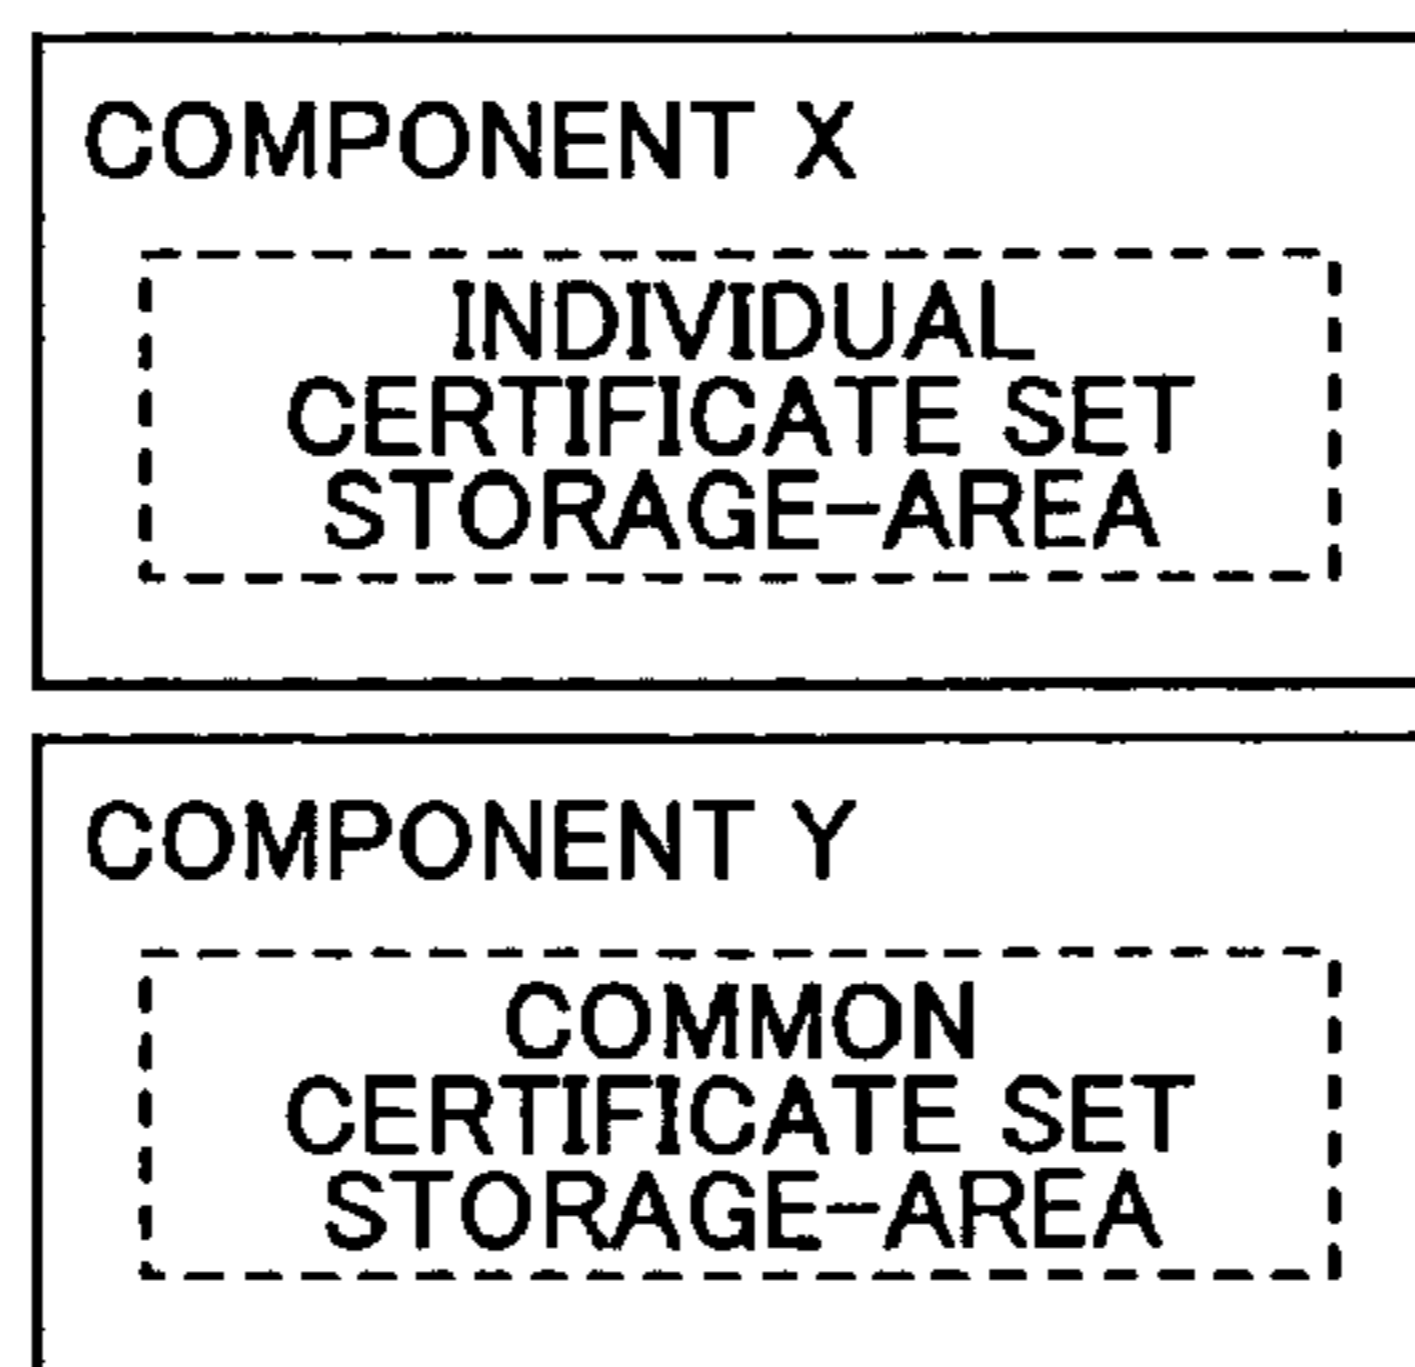 COMPONENT X
INDIVIDUAL
CERTIFICATE SET
STORAGE-AREA
COMPONENT Y
COMMON
CERTIFICATE SET
STORAGE-AREA